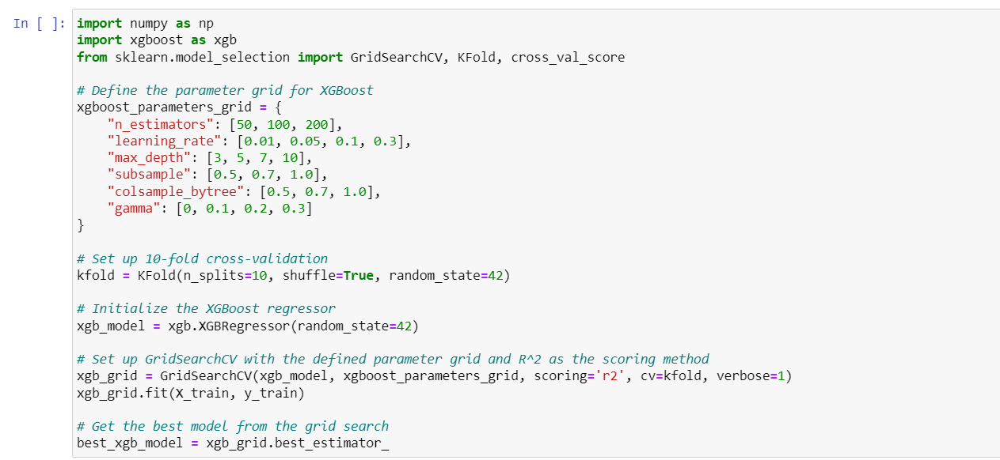 In [ ]:
import numpy as np
import xgboost as xgb
from sklearn.model_selection import GridSearchCV, KFold, cross_val_score

# Define the parameter grid for XGBoost
xgboost_parameters_grid = {
    "n_estimators": [50, 100, 200],
    "learning_rate": [0.01, 0.05, 0.1, 0.3],
    "max_depth": [3, 5, 7, 10],
    "subsample": [0.5, 0.7, 1.0],
    "colsample_bytree": [0.5, 0.7, 1.0],
    "gamma": [0, 0.1, 0.2, 0.3]
}

# Set up 10-fold cross-validation
kfold = KFold(n_splits=10, shuffle=True, random_state=42)

# Initialize the XGBoost regressor
xgb_model = xgb.XGBRegressor(random_state=42)

# Set up GridSearchCV with the defined parameter grid and R^2 as the scoring method
xgb_grid = GridSearchCV(xgb_model, xgboost_parameters_grid, scoring='r2', cv=kfold, verbose=1)
xgb_grid.fit(X_train, y_train)

# Get the best model from the grid search
best_xgb_model = xgb_grid.best_estimator_